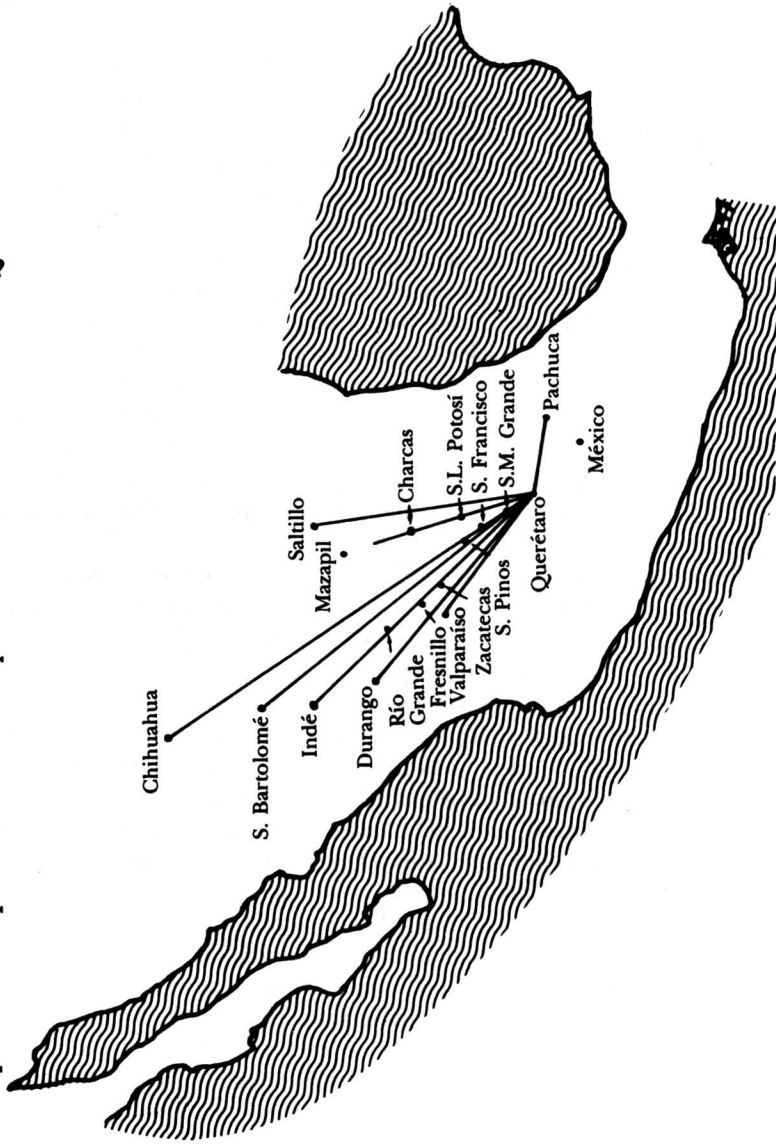 Chihuahua
S. Bartolomé
Indé
Durango
Río
Grande
Fresnillo
Valparaíso
Zacatecas
S. Pinos
Querétaro
Saltillo
Mazapil
Charcas
S.L. Potosí
S. Francisco
S.M. Grande
Pachuca
México